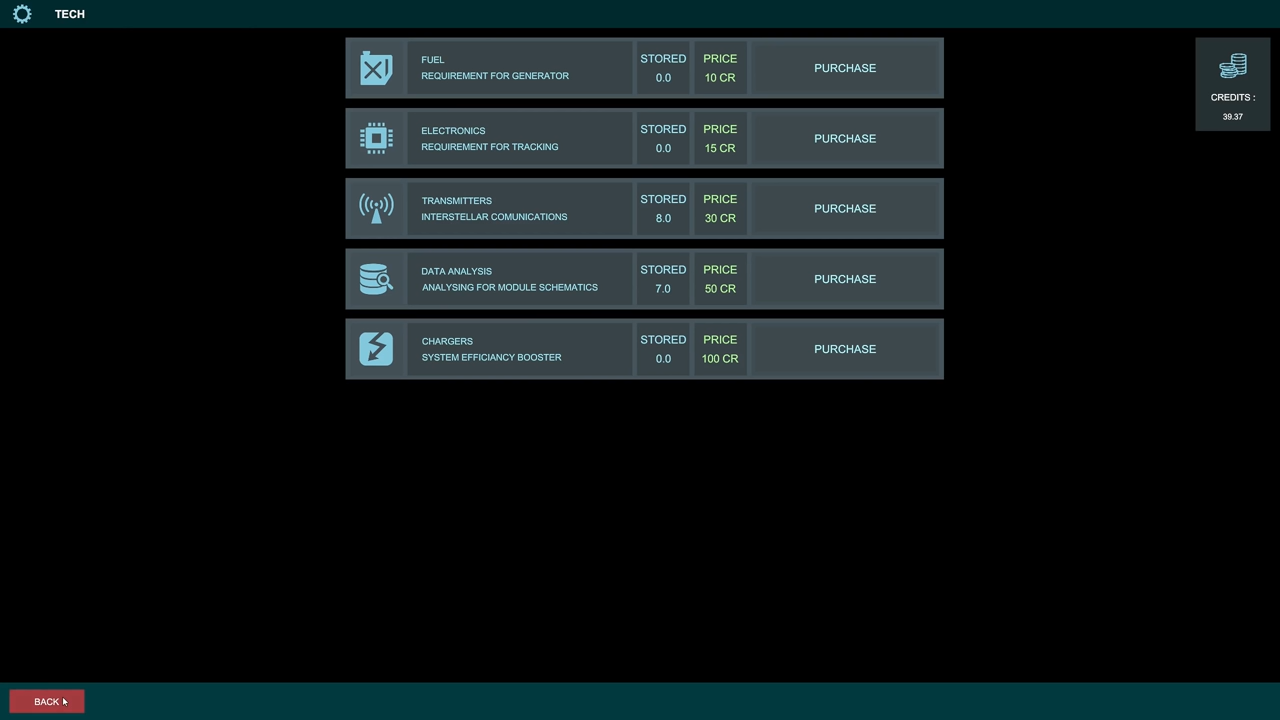 TECH
FUEL
REQUIREMENT FOR GENERATOR
STORED
0.0
PRICE
10 CR
PURCHASE
CREDITS :
39.37
ELECTRONICS
REQUIREMENT FOR TRACKING
STORED
0.0
PRICE
15 CR
PURCHASE
TRANSMITTERS
INTERSTELLAR COMUNICATIONS
STORED
8.0
PRICE
30 CR
PURCHASE
DATA ANALYSIS
ANALYSING FOR MODULE SCHEMATICS
STORED
7.0
PRICE
50 CR
PURCHASE
CHARGERS
SYSTEM EFFICIANCY BOOSTER
STORED
0.0
PRICE
100 CR
PURCHASE
BACK